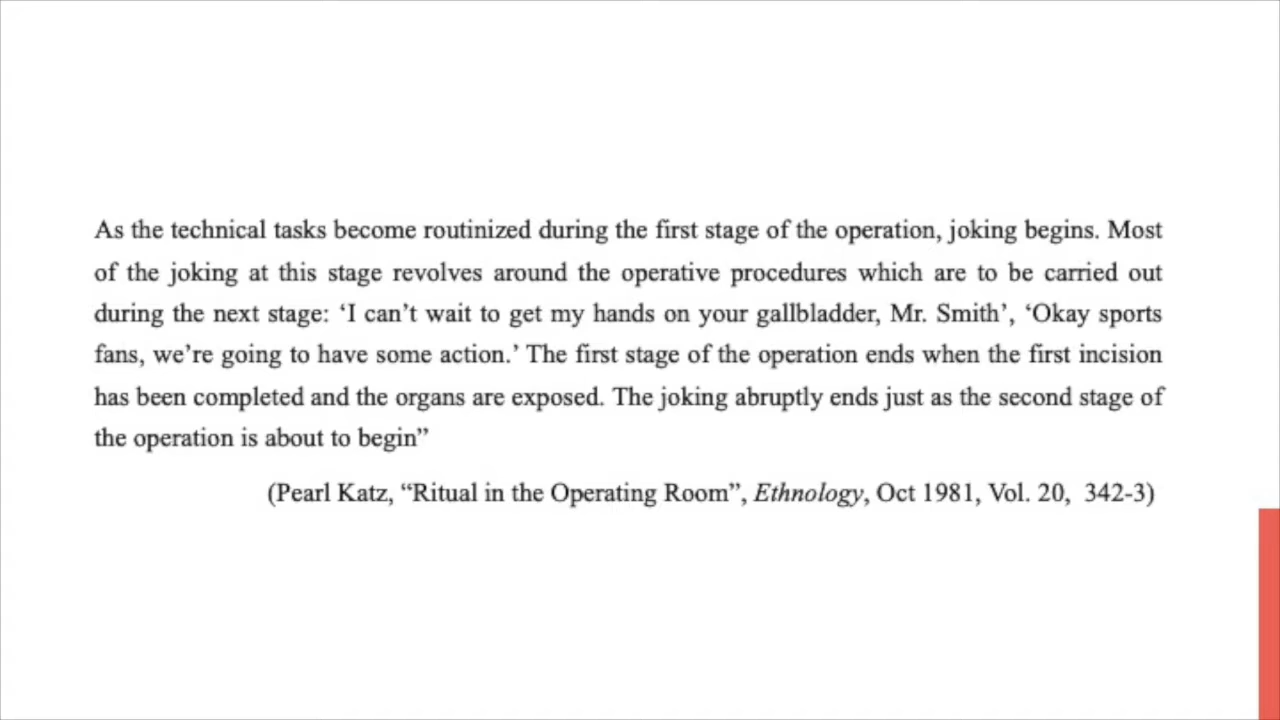 As the technical tasks become routinized during the first stage of the operation, joking begins. Most
of the joking at this stage revolves around the operative procedures which are to be carried out
during the next stage: ‘I can’t wait to get my hands on your gallbladder, Mr. Smith’, ‘Okay sports
fans, we’re going to have some action.’ The first stage of the operation ends when the first incision
has been completed and the organs are exposed. The joking abruptly ends just as the second stage of
the operation is about to begin”
(Pearl Katz, “Ritual in the Operating Room”, Ethnology, Oct 1981, Vol. 20,  342-3)